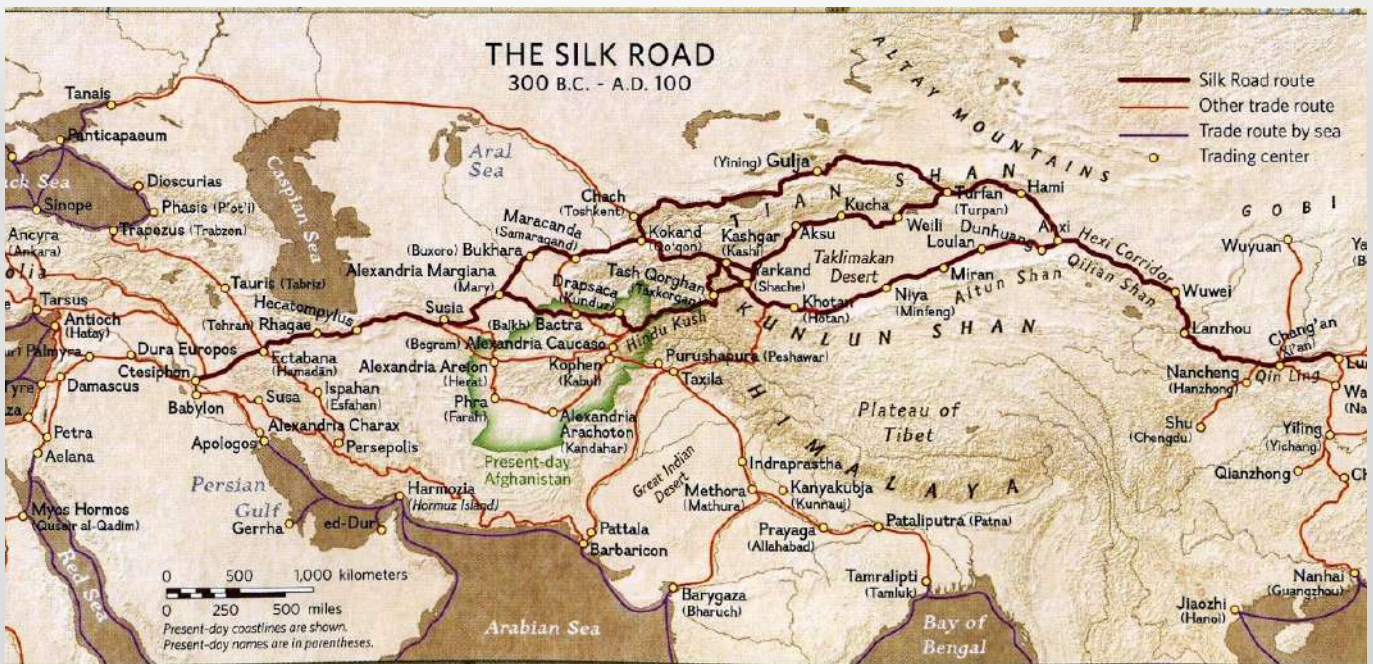 THE SILK ROAD
300 B.C. - A.D. 100
Silk Road route
Other trade route
Trade route by sea
Trading center
ALTAY MOUNTAINS
Tanais
Panticapaeum
ck Sea
Dioscurias
Sinope
Phasis (P'ot'i)
Trapezus (Trabzon)
Ancyra
(Ankara)
olia
Caspian Sea
Aral
Sea
Chach
(Toshkent)
(Yining) Gulja
TIAN SHAN
Turfan
(Turpan)
Hami
GOBI
Wuyuan
Maracanda
(Samarqand)
Kokand
(Qo'qon)
Kashgar
(Kashi)
Aksu
Kucha
Weili
Dunhuang
Loulan
Anxi
Hexi Corridor
Qilian Shan
(Buxoro) Bukhara
Alexandria Margiana
(Mary)
Tash Qorghan
(Taxkorgan)
Yarkand
(Shache)
Taklimakan
Desert
Miran
Altun Shan
Tarsus
Tauris (Tabriz)
Hecatompylus
Susia
Drapsaca
(Kunduz)
Khotan
(Hotan)
Niya
(Minfeng)
Wuwei
Antioch
(Hatay)
(Tehran) Rhagae
(Balkh) Bactra
Hindu Kush
KUNLUN SHAN
Lanzhou
Chang'an
(Xi'an)
Palmyra
Dura Europos
Ctesiphon
Ectabana
(Hamadān)
(Begram) Alexandria Caucaso
Alexandria Areion
(Herat)
Kophen
(Kabul)
Purushapura (Peshawar)
Taxila
Nancheng
(Hanzhong)
Qin Ling
Damascus
Babylon
Susa
Ispahan
(Esfahan)
Phra
(Farah)
Alexandria
Arachoton
(Kandahar)
HIMALAYA
Plateau of
Tibet
Shu
(Chengdu)
Yiling
(Yichang)
Petra
Aelana
Apologos
Alexandria Charax
Persepolis
Present-day
Afghanistan
Great Indian
Desert
Indraprastha
Qianzhong
Persian
Gulf
Harmozia
(Hormuz Island)
Methora
(Mathura)
Kanyakubja
(Kunnauj)
Myos Hormos
(Quseir al-Qadim)
Gerrha
ed-Dur
Pattala
Barbaricon
Prayaga
(Allahabad)
Pataliputra (Patna)
Red Sea
0 500 1,000 kilometers
0 250 500 miles
Present-day coastlines are shown.
Present-day names are in parentheses.
Barygaza
(Bharuch)
Tamralipti
(Tamluk)
Nanhai
(Guangzhou)
Jiaozhi
(Hanoi)
Arabian Sea
Bay of
Bengal